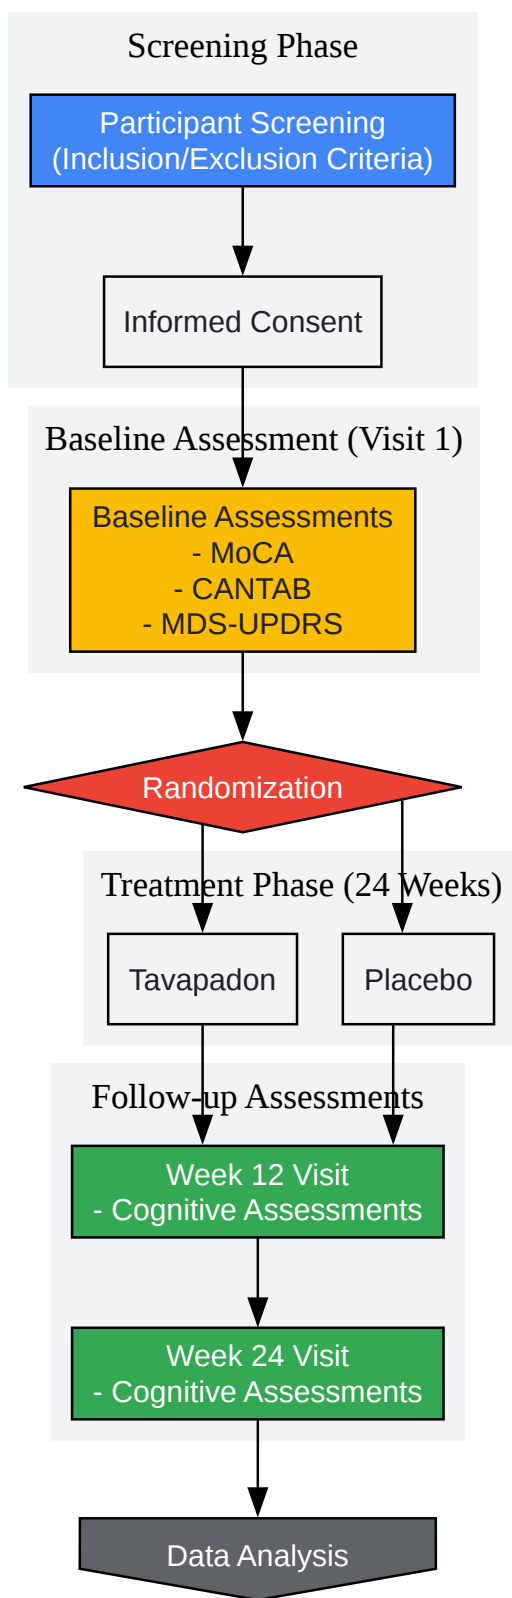 Screening Phase
Participant Screening
(Inclusion/Exclusion Criteria)
Informed Consent
Baseline Assessment (Visit 1)
Baseline Assessments
- MoCA
- CANTAB
- MDS-UPDRS
Randomization
Treatment Phase (24 Weeks)
Tavapadon
Placebo
Follow-up Assessments
Week 12 Visit
- Cognitive Assessments
Week 24 Visit
- Cognitive Assessments
Data Analysis